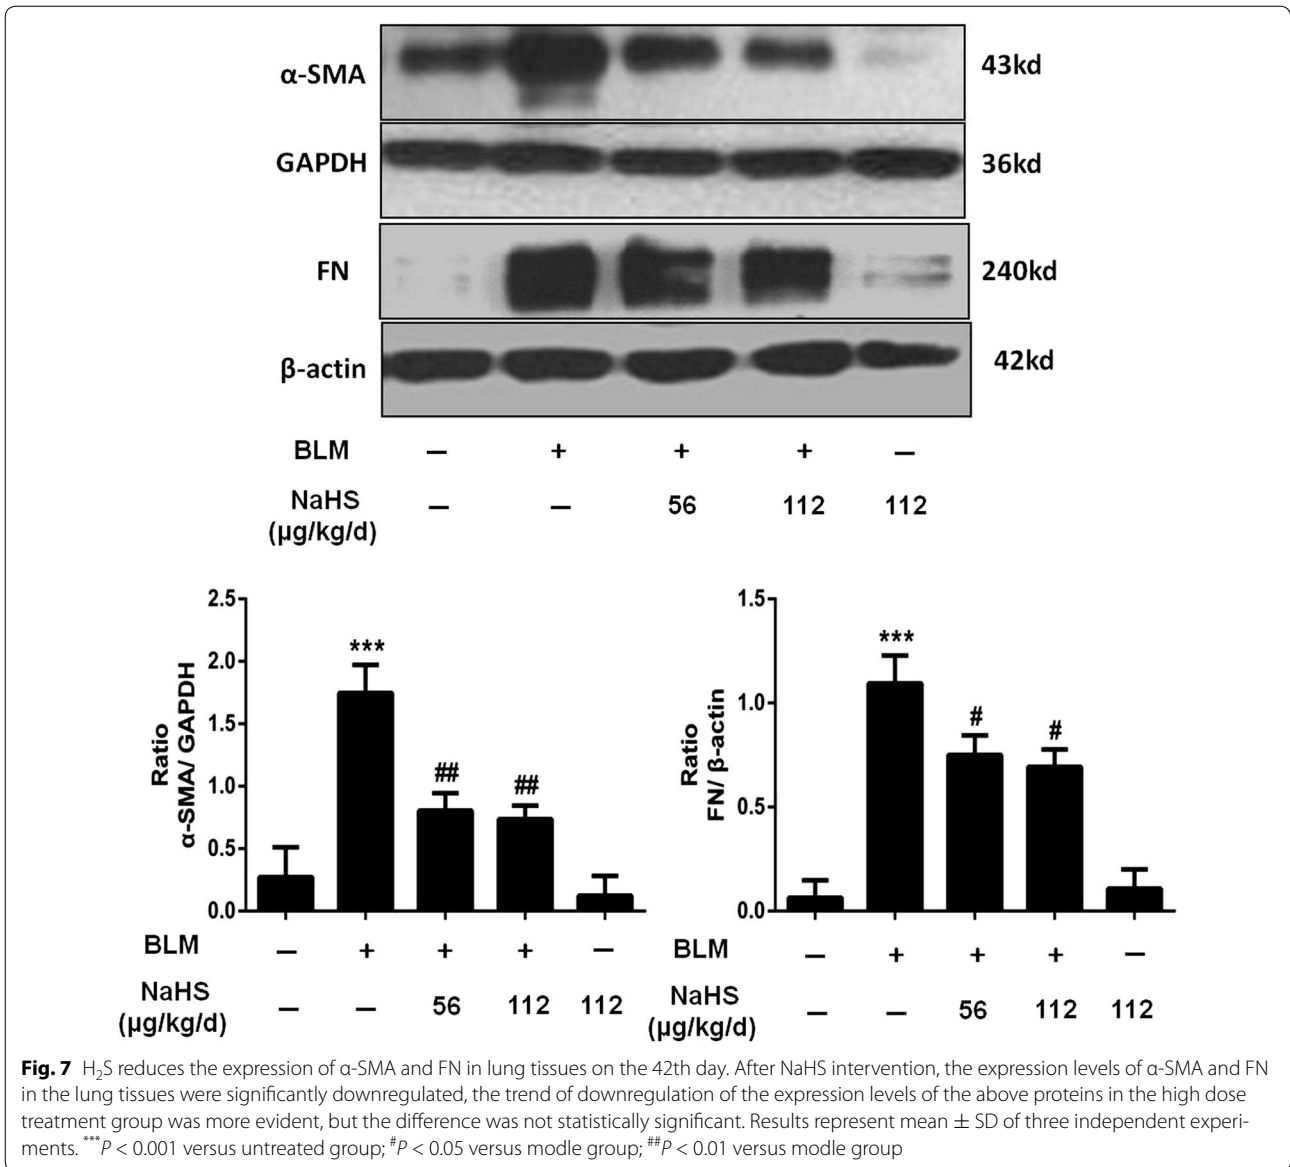 α-SMA 43kd
GAPDH 36kd
FN 240kd
β-actin 42kd
BLM – + + + –
NaHS (μg/kg/d) – – 56 112 112
Ratio
α-SMA/ GAPDH
2.5
2.0
1.5
1.0
0.5
0.0
***
##
##
BLM – + + + –
NaHS (μg/kg/d) – – 56 112 112
Ratio
FN/ β-actin
1.5
1.0
0.5
0.0
***
#
#
BLM – + + + –
NaHS (μg/kg/d) – – 56 112 112
Fig. 7 H₂S reduces the expression of α-SMA and FN in lung tissues on the 42th day. After NaHS intervention, the expression levels of α-SMA and FN
in the lung tissues were significantly downregulated, the trend of downregulation of the expression levels of the above proteins in the high dose
treatment group was more evident, but the difference was not statistically significant. Results represent mean ± SD of three independent experi-
ments. ***P < 0.001 versus untreated group; #P < 0.05 versus modle group; ##P < 0.01 versus modle group